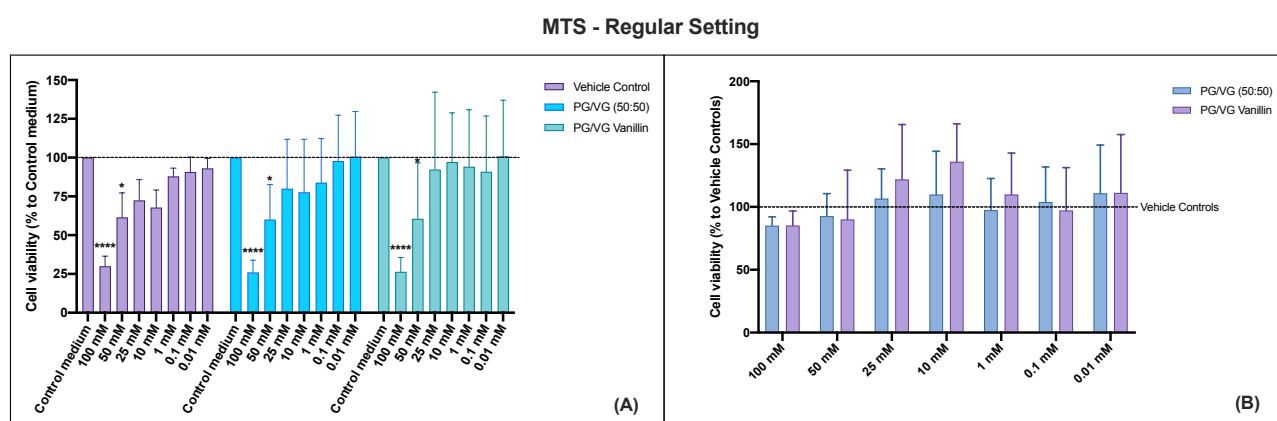 MTS - Regular Setting
Cell viability (% to Control medium)
150
125
100
75
50
25
0
****
*
****
*
****
*
Control medium
100 mM
50 mM
25 mM
10 mM
1 mM
0.1 mM
0.01 mM
Control medium
100 mM
50 mM
25 mM
10 mM
1 mM
0.1 mM
0.01 mM
Control medium
100 mM
50 mM
25 mM
10 mM
1 mM
0.1 mM
0.01 mM
Vehicle Control
PG/VG (50:50)
PG/VG Vanillin
(A)
Cell viability (% to Vehicle Controls)
200
150
100
50
0
100 mM
50 mM
25 mM
10 mM
1 mM
0.1 mM
0.01 mM
PG/VG (50:50)
PG/VG Vanillin
Vehicle Controls
(B)